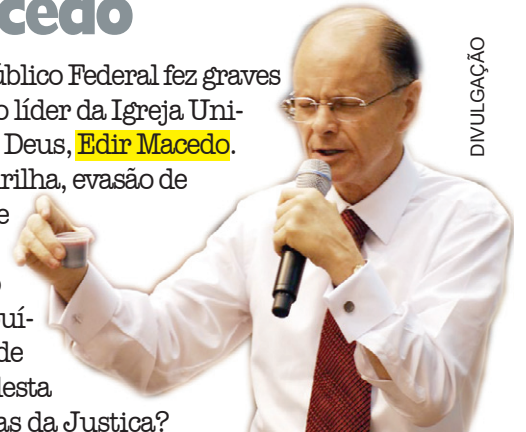 cedo
úblico Federal fez graves
o líder da Igreja Uni-
Deus, Edir Macedo.
rilha, evasão de
e
uí-
de
lesta
as da Justiça?
DIVULGAÇÃO